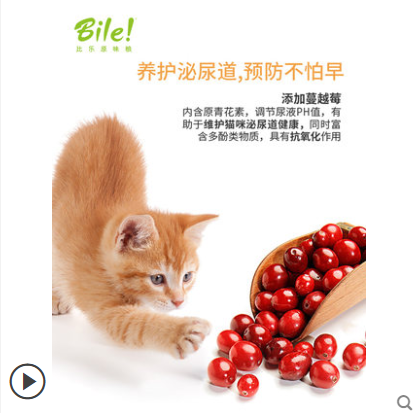 Bile!
比乐原味粮
养护泌尿道,预防不怕早
添加蔓越莓
内含原青花素，调节尿液PH值，有
助于维护猫咪泌尿道健康，同时富
含多酚类物质，具有抗氧化作用